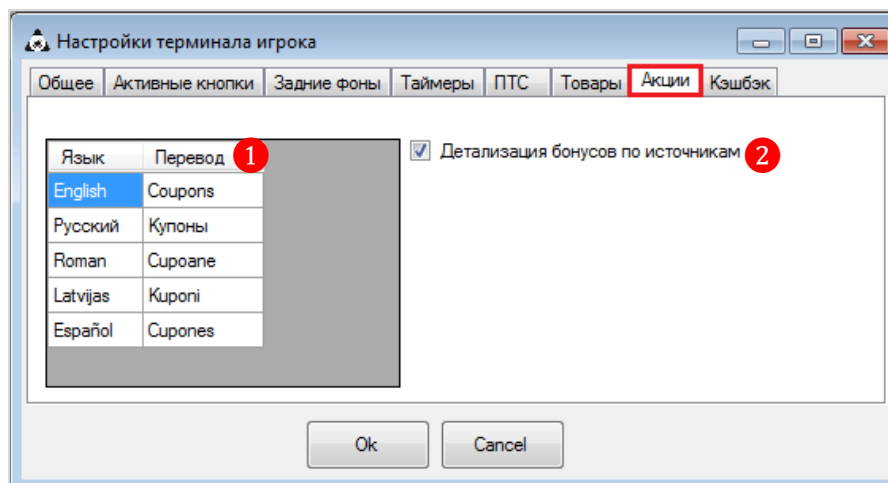 Настройки терминала игрока
Общее Активные кнопки Задние фоны Таймеры ПТС Товары Акции Кэшбэк
Язык Перевод 1
Детализация бонусов по источникам 2
English Coupons
Русский Купоны
Roman Cupoane
Latvijas Kuponi
Español Cupones
Ok Cancel